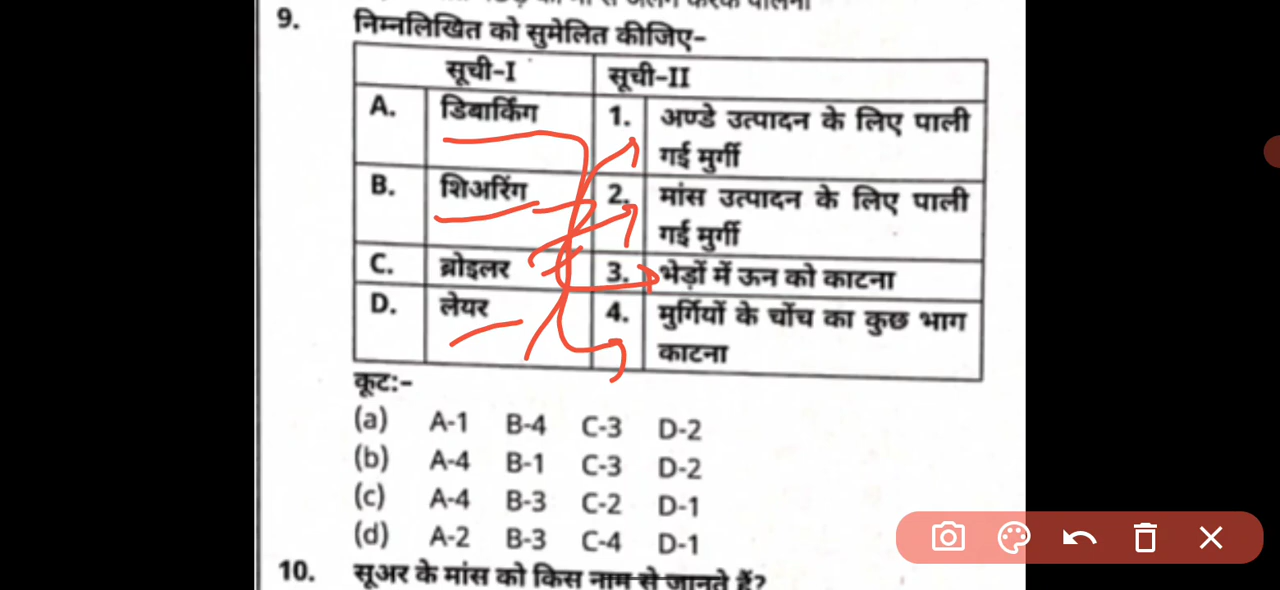 9. निम्नलिखित को सुमेलित कीजिए-
सूची-I सूची-II
A. डिबार्किंग 1. अण्डे उत्पादन के लिए पाली
गई मुर्गी
B. शिअरिंग 2. मांस उत्पादन के लिए पाली
गई मुर्गी
C. ब्रोइलर 3. भेड़ों में ऊन को काटना
D. लेयर 4. मुर्गियों के चोंच का कुछ भाग
काटना
कूट:-
(a) A-1 B-4 C-3 D-2
(b) A-4 B-1 C-3 D-2
(c) A-4 B-3 C-2 D-1
(d) A-2 B-3 C-4 D-1
10. सूअर के मांस को किस नाम से जानते हैं?